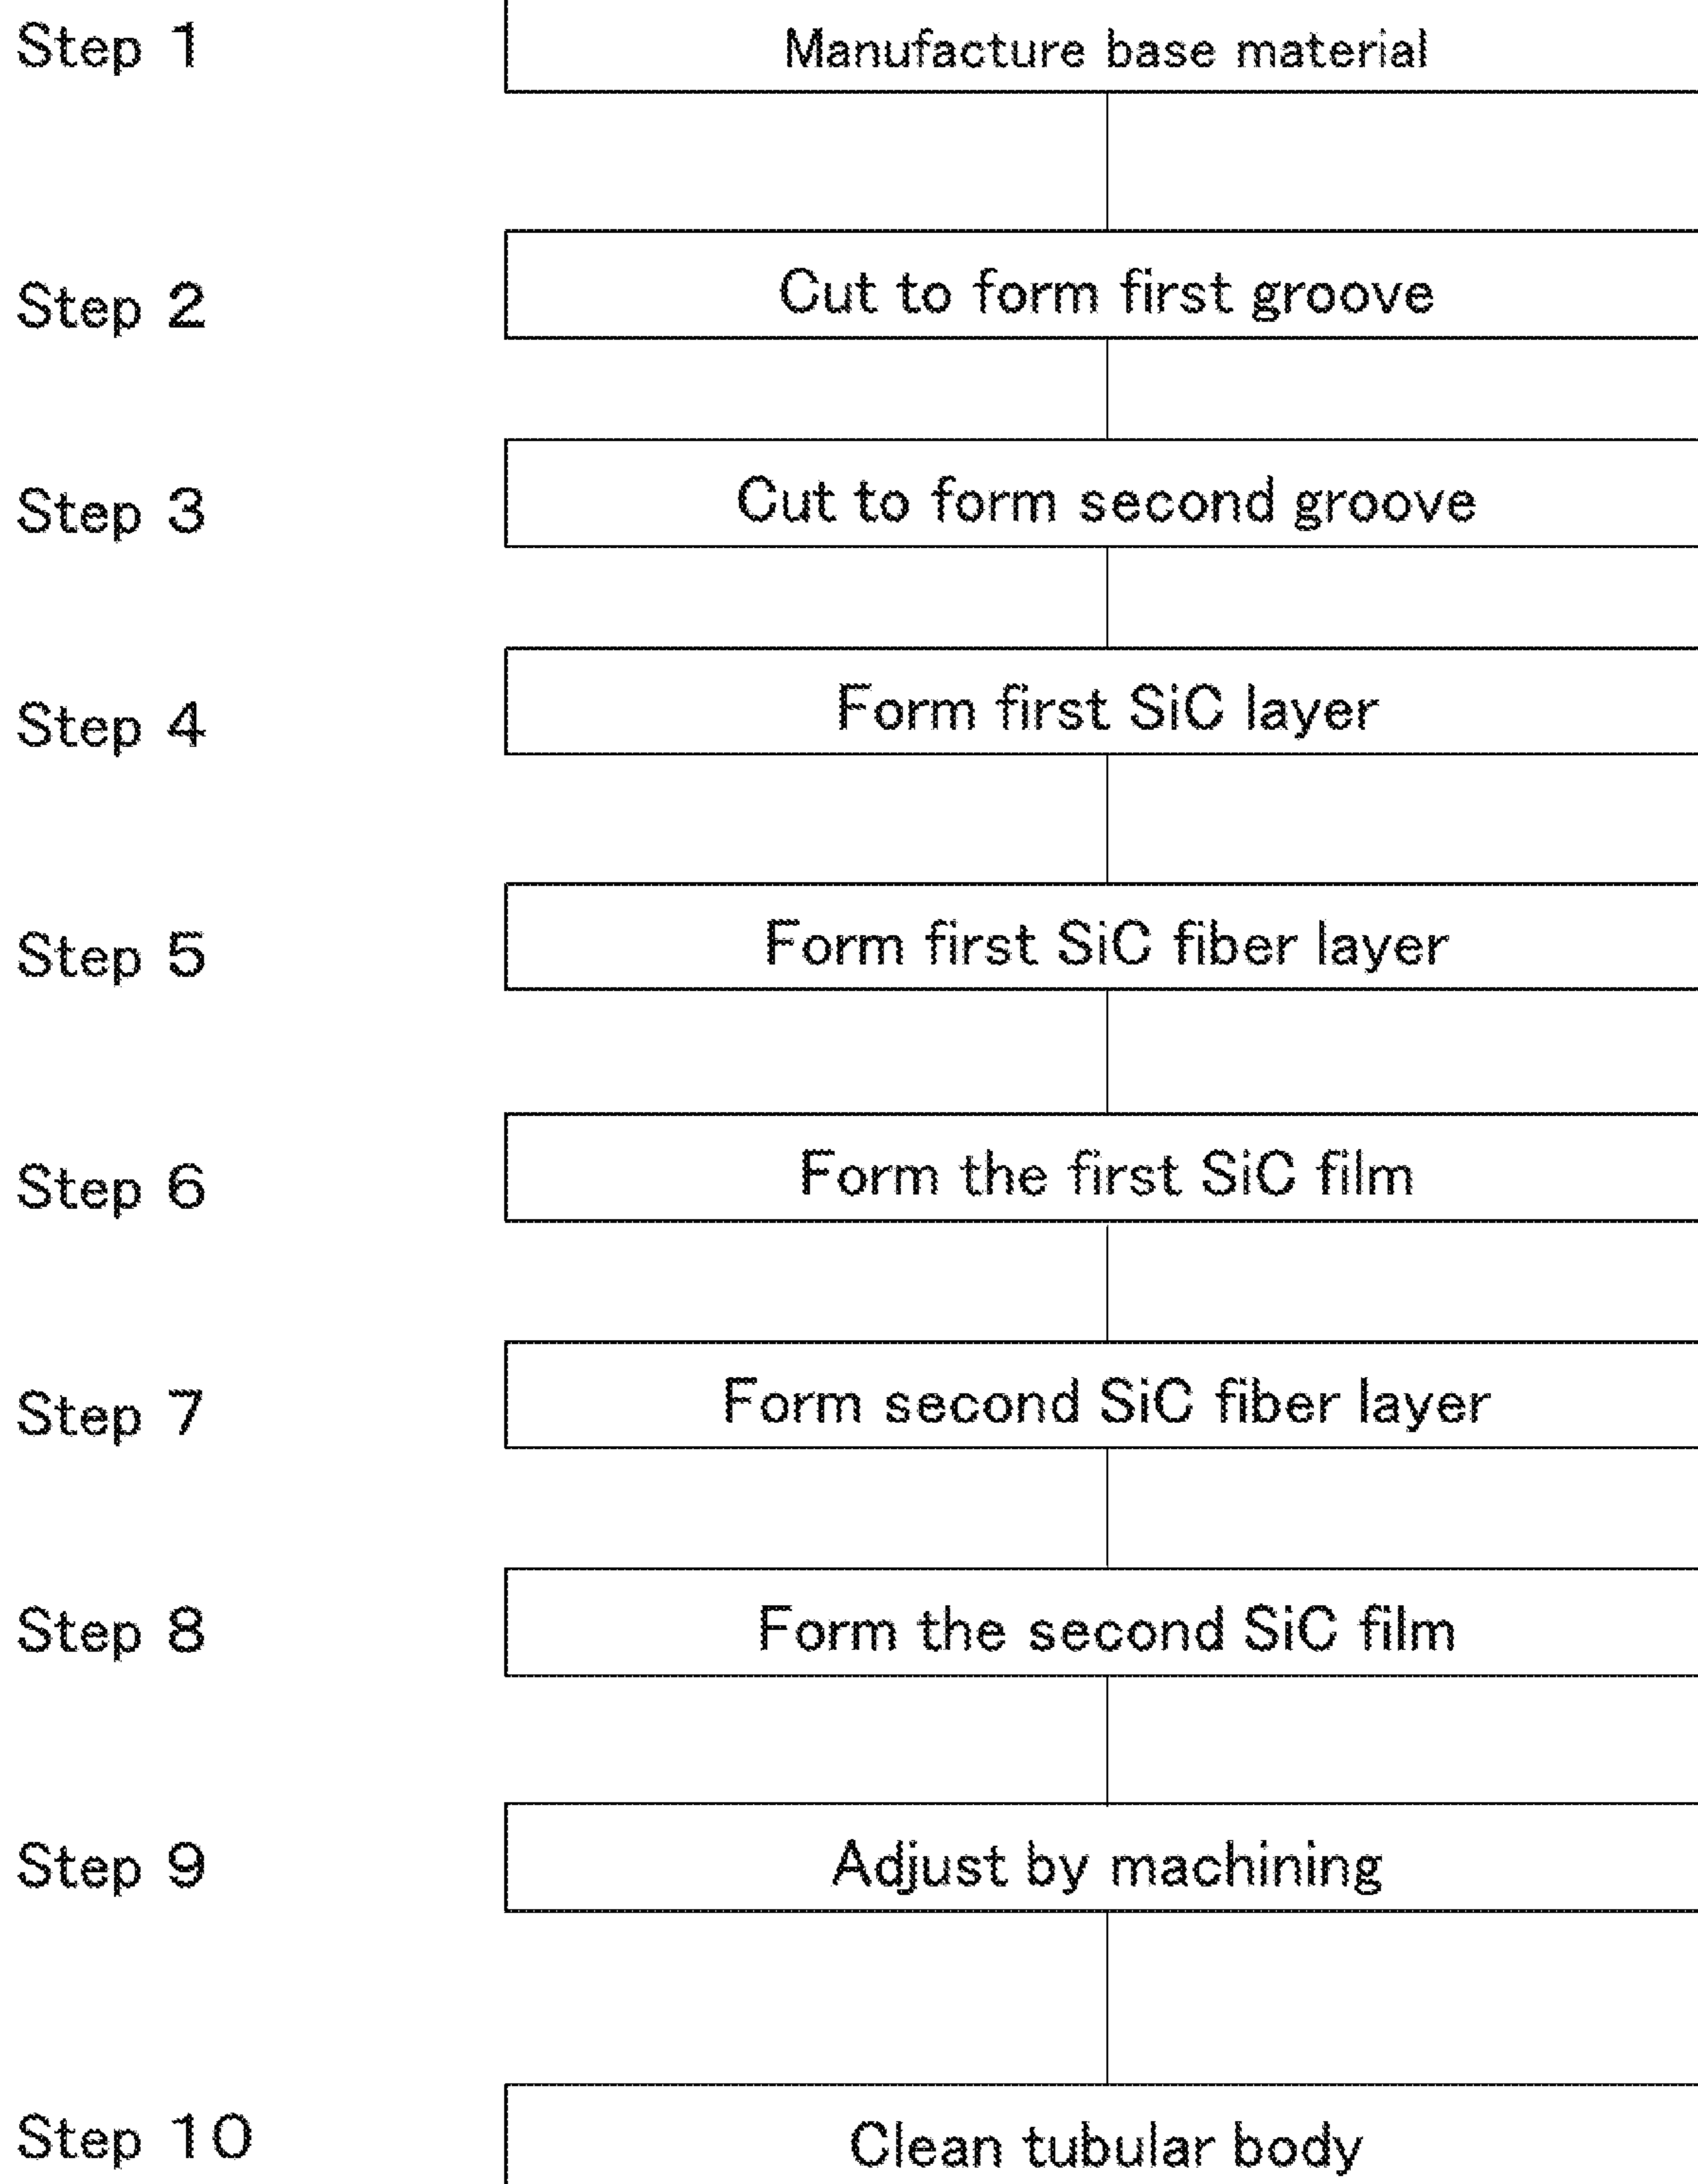 Step 1 Manufacture base material
Step 2 Cut to form first groove
Step 3 Cut to form second groove
Step 4 Form first SiC layer
Step 5 Form first SiC fiber layer
Step 6 Form the first SiC film
Step 7 Form second SiC fiber layer
Step 8 Form the second SiC film
Step 9 Adjust by machining
Step 10 Clean tubular body